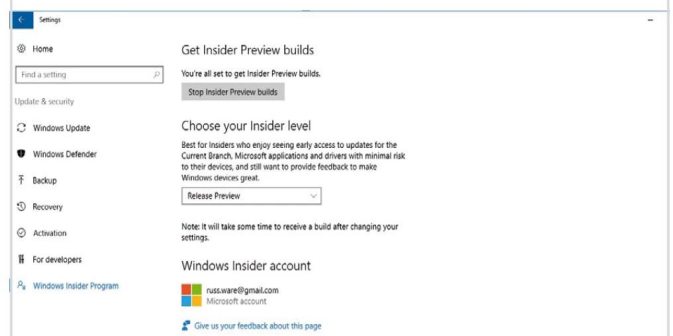 Settings
Home
Find a setting
Update & security
Windows Update
Windows Defender
Backup
Recovery
Activation
For developers
Windows Insider Program
Get Insider Preview builds
You're all set to get Insider Preview builds.
Stop Insider Preview builds
Choose your Insider level
Best for Insiders who enjoy seeing early access to updates for the
Current Branch, Microsoft applications and drivers with minimal risk
to their devices, and still want to provide feedback to make
Windows devices great.
Release Preview
Note: It will take some time to receive a build after changing your
settings.
Windows Insider account
russ.ware@gmail.com
Microsoft account
Give us your feedback about this page